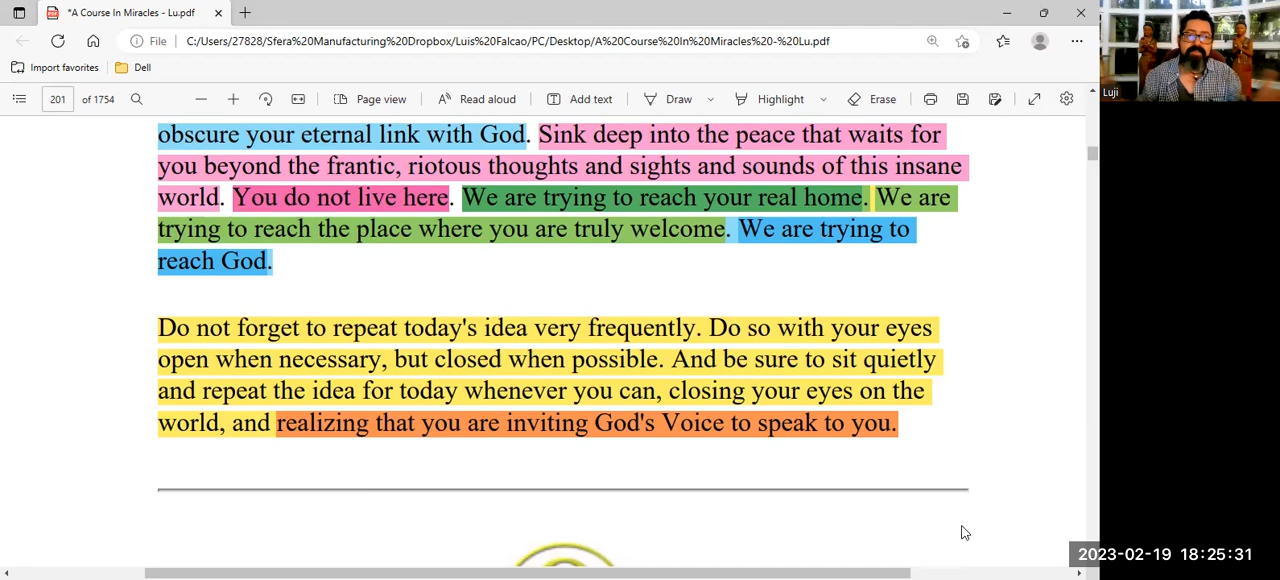 *A Course In Miracles - Lu.pdf
File C:/Users/27828/Sfera%20Manufacturing%20Dropbox/Luis%20Falcao/PC/Desktop/A%20Course%20In%20Miracles%20-%20Lu.pdf
Import favorites Dell
201 of 1754 Page view Read aloud Add text Draw Highlight Erase
Luji
obscure your eternal link with God. Sink deep into the peace that waits for
you beyond the frantic, riotous thoughts and sights and sounds of this insane
world. You do not live here. We are trying to reach your real home. We are
trying to reach the place where you are truly welcome. We are trying to
reach God.
Do not forget to repeat today's idea very frequently. Do so with your eyes
open when necessary, but closed when possible. And be sure to sit quietly
and repeat the idea for today whenever you can, closing your eyes on the
world, and realizing that you are inviting God's Voice to speak to you.
2023-02-19 18:25:31